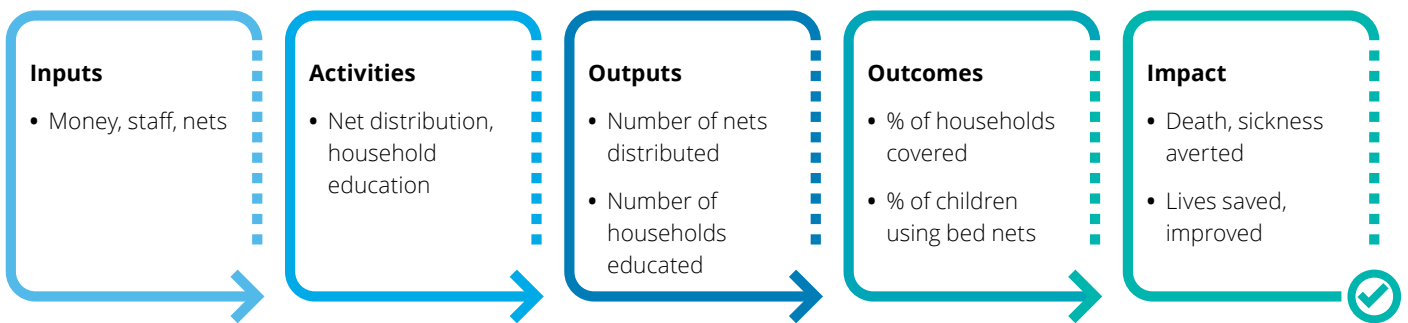 Inputs
• Money, staff, nets
Activities
• Net distribution,
household
education
Outputs
• Number of nets
distributed
• Number of
households
educated
Outcomes
• % of households
covered
• % of children
using bed nets
Impact
• Death, sickness
averted
• Lives saved,
improved